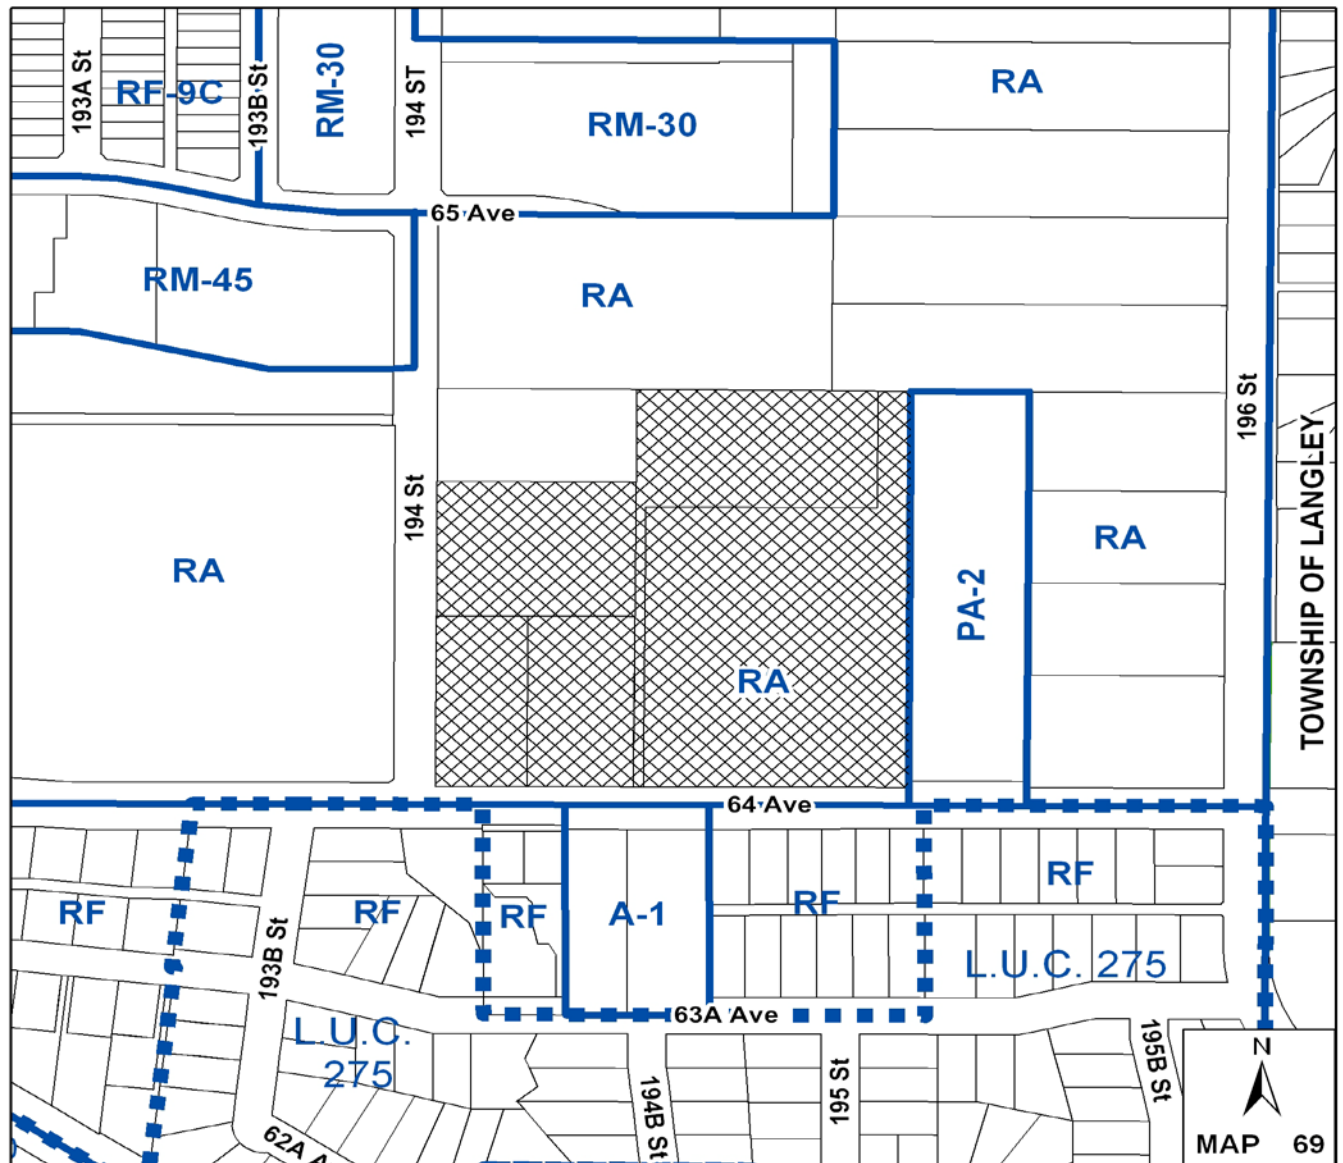 193A St
RF-9C
193B St
RM-30
194 ST
RM-30
RA
65 Ave
RM-45
RA
196 St
TOWNSHIP OF LANGLEY
194 St
RA
RA
PA-2
RA
64 Ave
RF
RF
RF
A-1
RF
RF
193B St
L.U.C. 275
63A Ave
L.U.C.
275
194B St
195 St
195B St
62A A
N
MAP 69